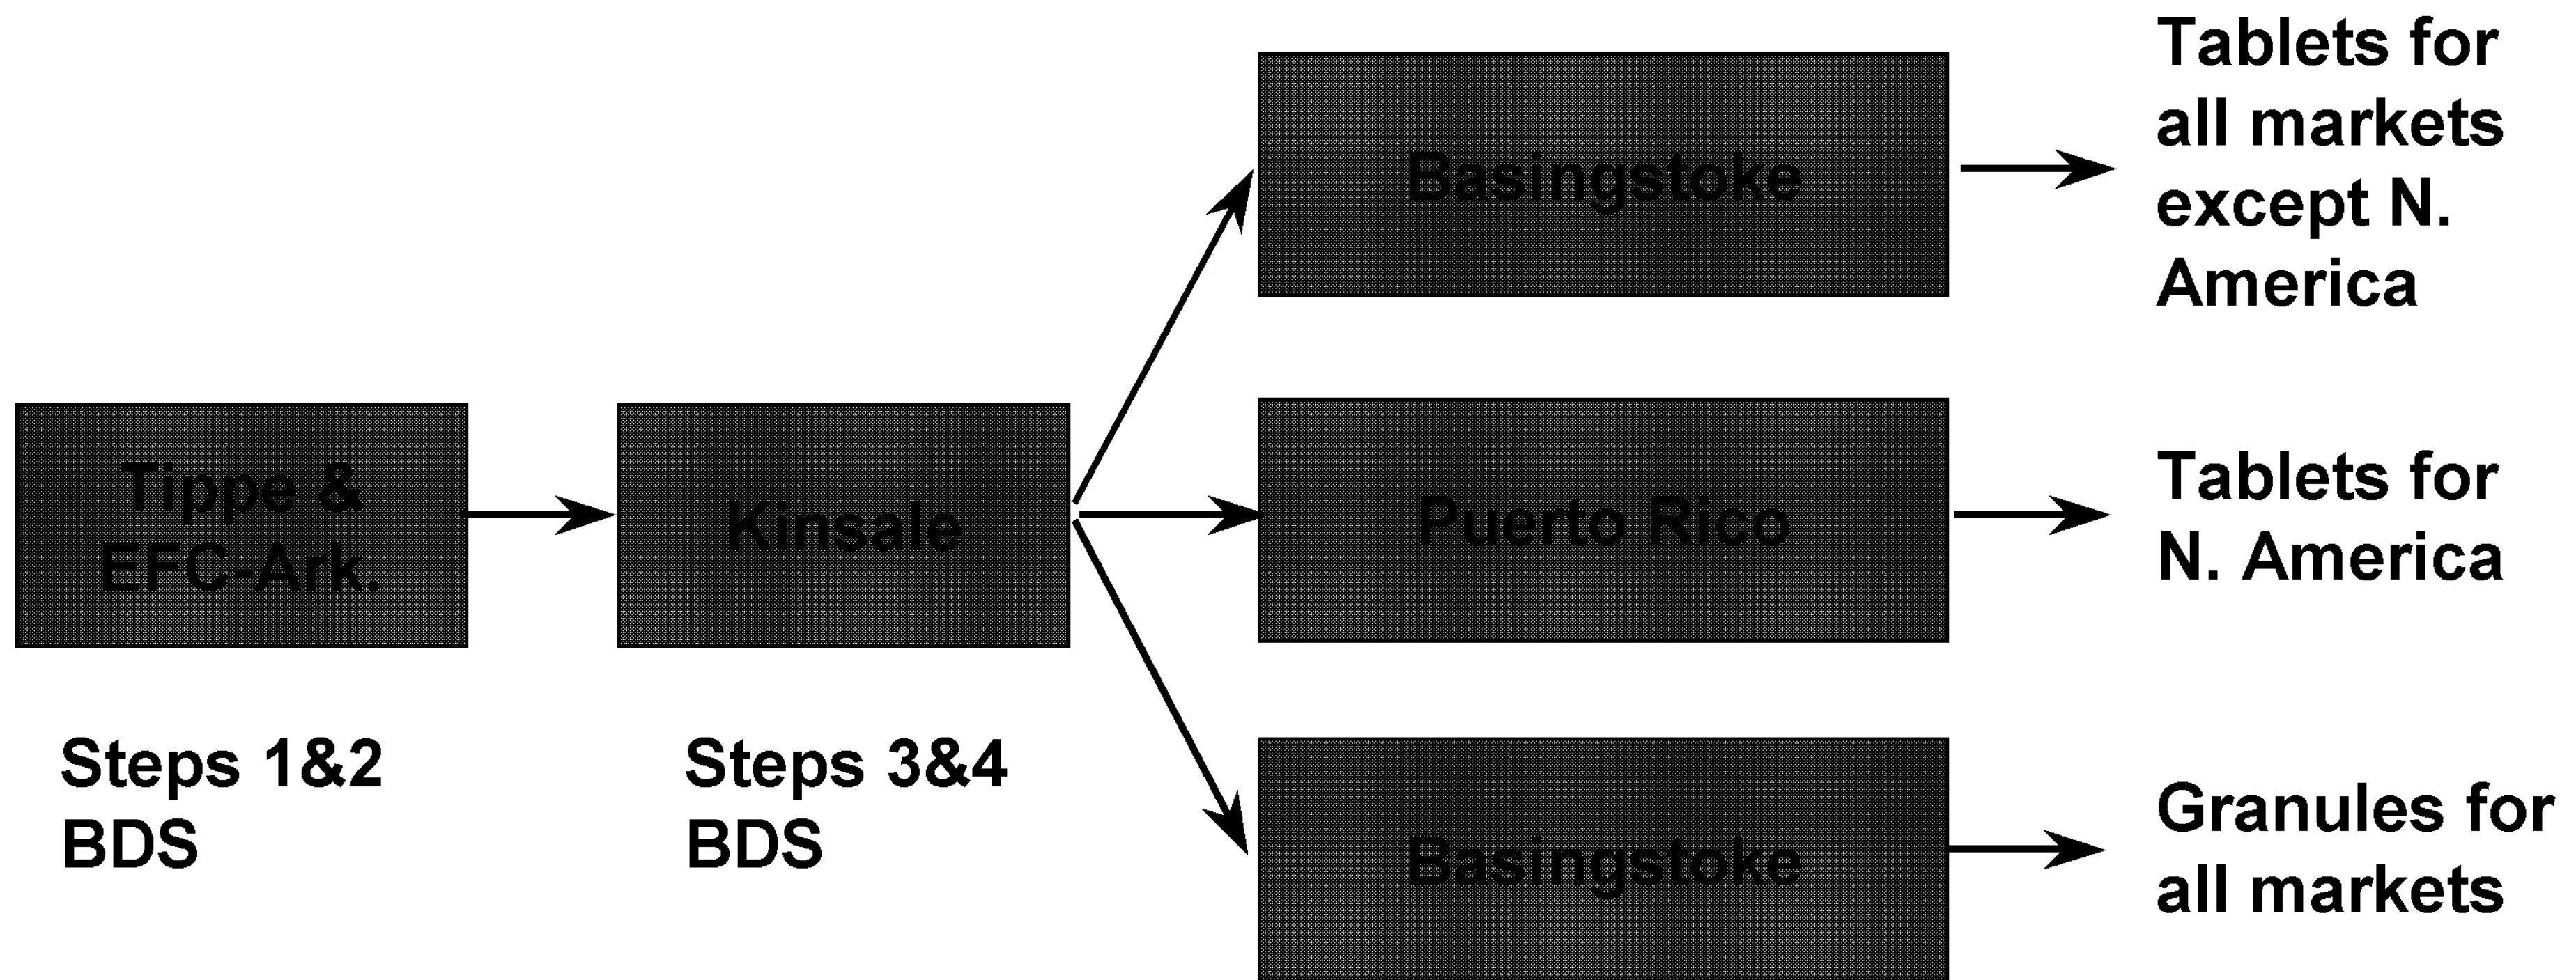 Tablets for
all markets
except N.
America
Basingstoke
Tippe &
EFC-Ark.
Kinsale
Puerto Rico
Tablets for
N. America
Steps 1&2
BDS
Steps 3&4
BDS
Basingstoke
Granules for
all markets